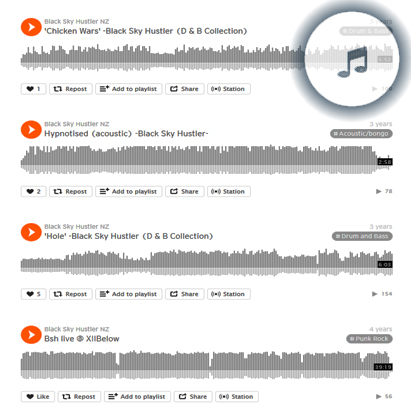 Black Sky Hustler NZ
'Chicken Wars' -Black Sky Hustler (D & B Collection)
1 Repost Add to playlist Share Station
Black Sky Hustler NZ 3 years
Hypnotised (acoustic) -Black Sky Hustler- Acoustic/bongo
2:58
2 Repost Add to playlist Share Station 78
Black Sky Hustler NZ 3 years
'Hole' -Black Sky Hustler (D & B Collection) Drum and Bass
6:03
5 Repost Add to playlist Share Station 154
Black Sky Hustler NZ 4 years
Bsh live @ XIIBelow Punk Rock
39:19
Like Repost Add to playlist Share Station 56